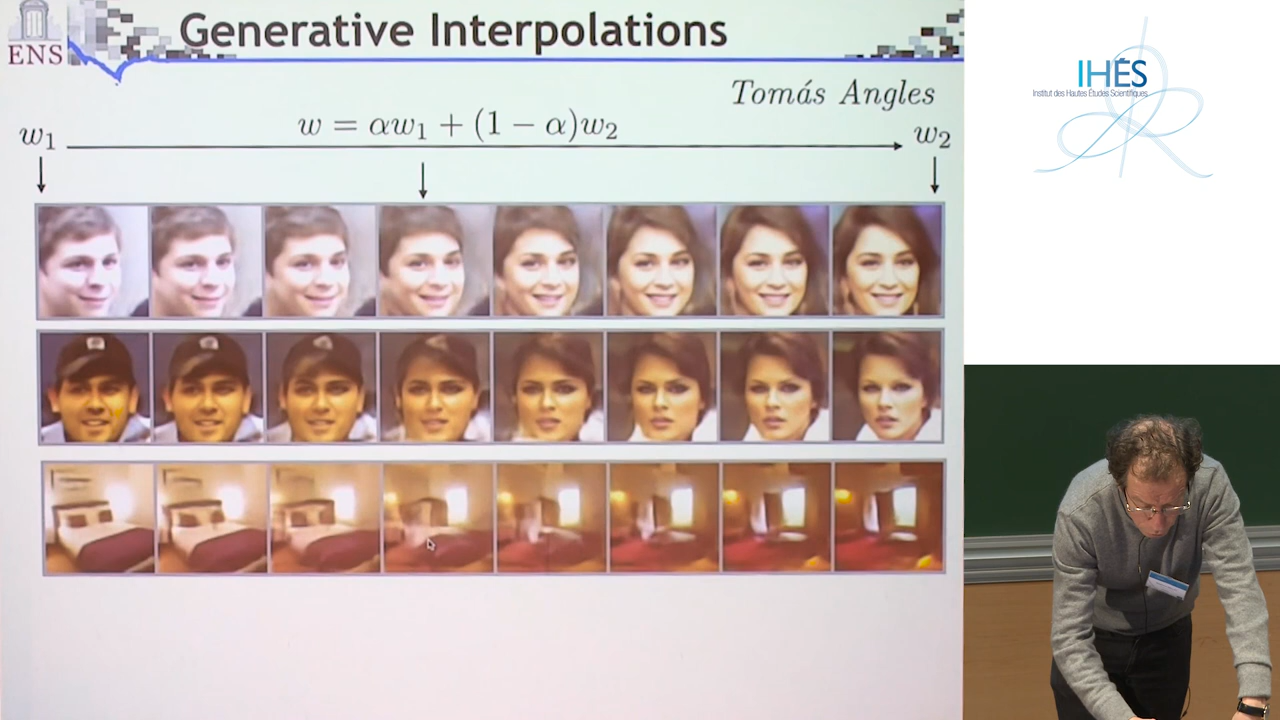 ENS
Generative Interpolations
Tomás Angles
w₁
w = αw₁ + (1 − α)w₂
w₂
IHÉS
Institut des Hautes Études Scientifiques